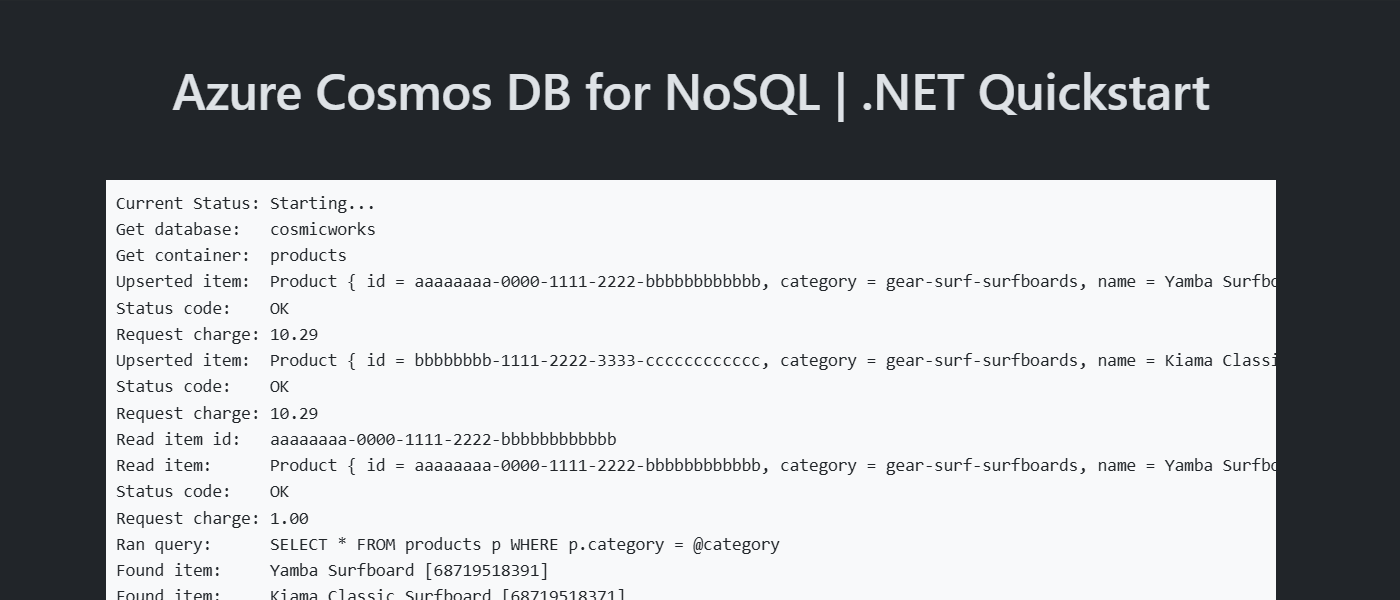 Azure Cosmos DB for NoSQL | .NET Quickstart
Current Status: Starting...
Get database:   cosmicworks
Get container:  products
Upserted item:  Product { id = aaaaaaaa-0000-1111-2222-bbbbbbbbbbbb, category = gear-surf-surfboards, name = Yamba Surfbo
Status code:    OK
Request charge: 10.29
Upserted item:  Product { id = bbbbbbbb-1111-2222-3333-cccccccccccc, category = gear-surf-surfboards, name = Kiama Classi
Status code:    OK
Request charge: 10.29
Read item id:   aaaaaaaa-0000-1111-2222-bbbbbbbbbbbb
Read item:      Product { id = aaaaaaaa-0000-1111-2222-bbbbbbbbbbbb, category = gear-surf-surfboards, name = Yamba Surfbo
Status code:    OK
Request charge: 1.00
Ran query:      SELECT * FROM products p WHERE p.category = @category
Found item:     Yamba Surfboard [68719518391]
Found item:     Kiama Classic Surfboard [68719518371]